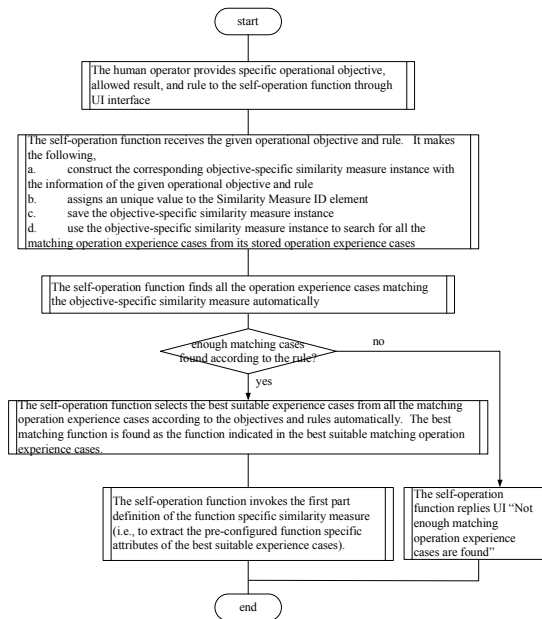 start
The human operator provides specific operational objective,
allowed result, and rule to the self-operation function through
UI interface
The self-operation function receives the given operational objective and rule. It makes
the following,
a. construct the corresponding objective-specific similarity measure instance with
the information of the given operational objective and rule
b. assigns an unique value to the Similarity Measure ID element
c. save the objective-specific similarity measure instance
d. use the objective-specific similarity measure instance to search for all the
matching operation experience cases from its stored operation experience cases
The self-operation function finds all the operation experience cases matching
the objective-specific similarity measure automatically
enough matching cases
found according to the rule?
no
yes
The self-operation function selects the best suitable experience cases from all the matching
operation experience cases according to the objectives and rules automatically. The best
matching function is found as the function indicated in the best suitable matching operation
experience cases.
The self-operation function invokes the first part
definition of the function specific similarity measure
(i.e., to extract the pre-configured function specific
attributes of the best suitable experience cases).
The self-operation
function replies UI “Not
enough matching
operation experience
cases are found”
end